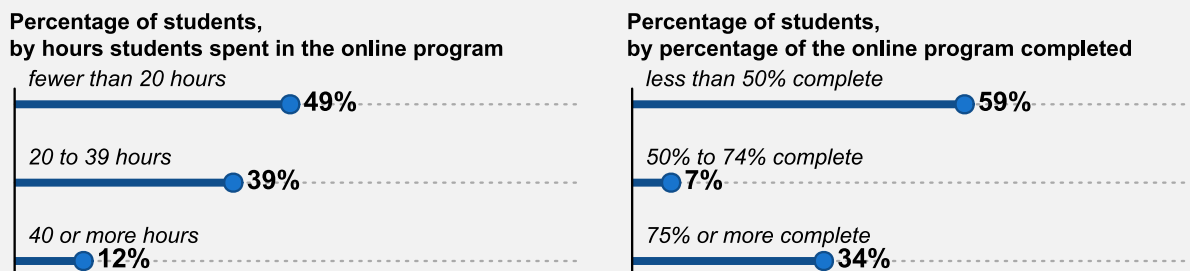 Percentage of students,
by hours students spent in the online program
fewer than 20 hours
49%
20 to 39 hours
39%
40 or more hours
12%
Percentage of students,
by percentage of the online program completed
less than 50% complete
59%
50% to 74% complete
7%
75% or more complete
34%